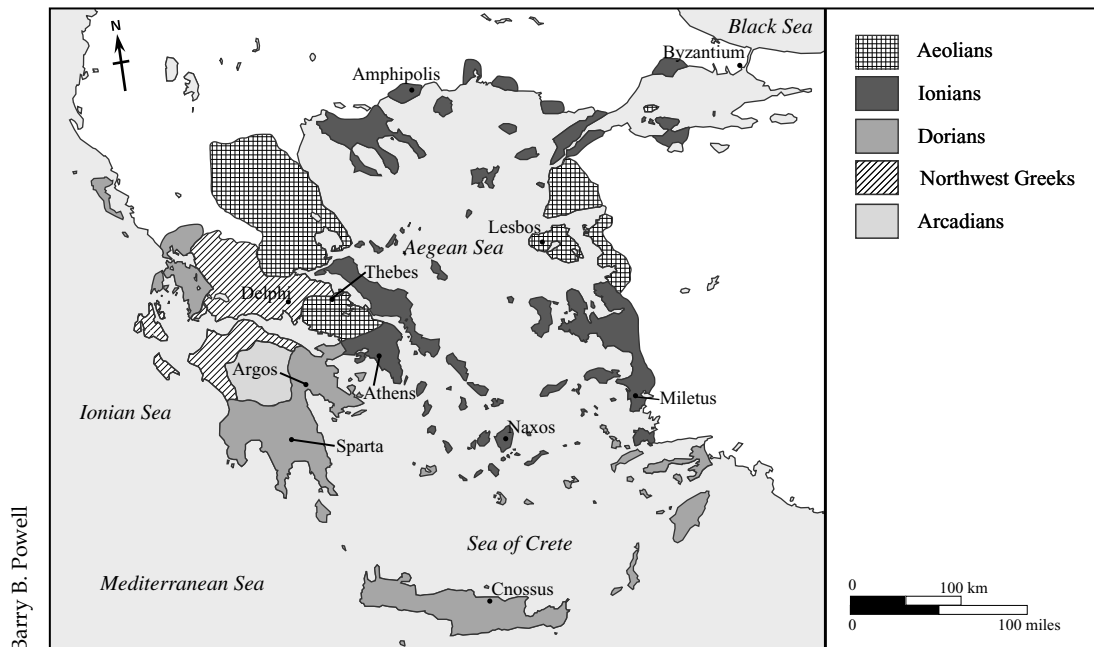 N
Black Sea
Byzantium
Amphipolis
Lesbos
Aegean Sea
Thebes
Delphi
Argos
Athens
Ionian Sea
Miletus
Naxos
Sparta
Sea of Crete
Mediterranean Sea
Cnossus
Aeolians
Ionians
Dorians
Northwest Greeks
Arcadians
0 100 km
0 100 miles
Barry B. Powell